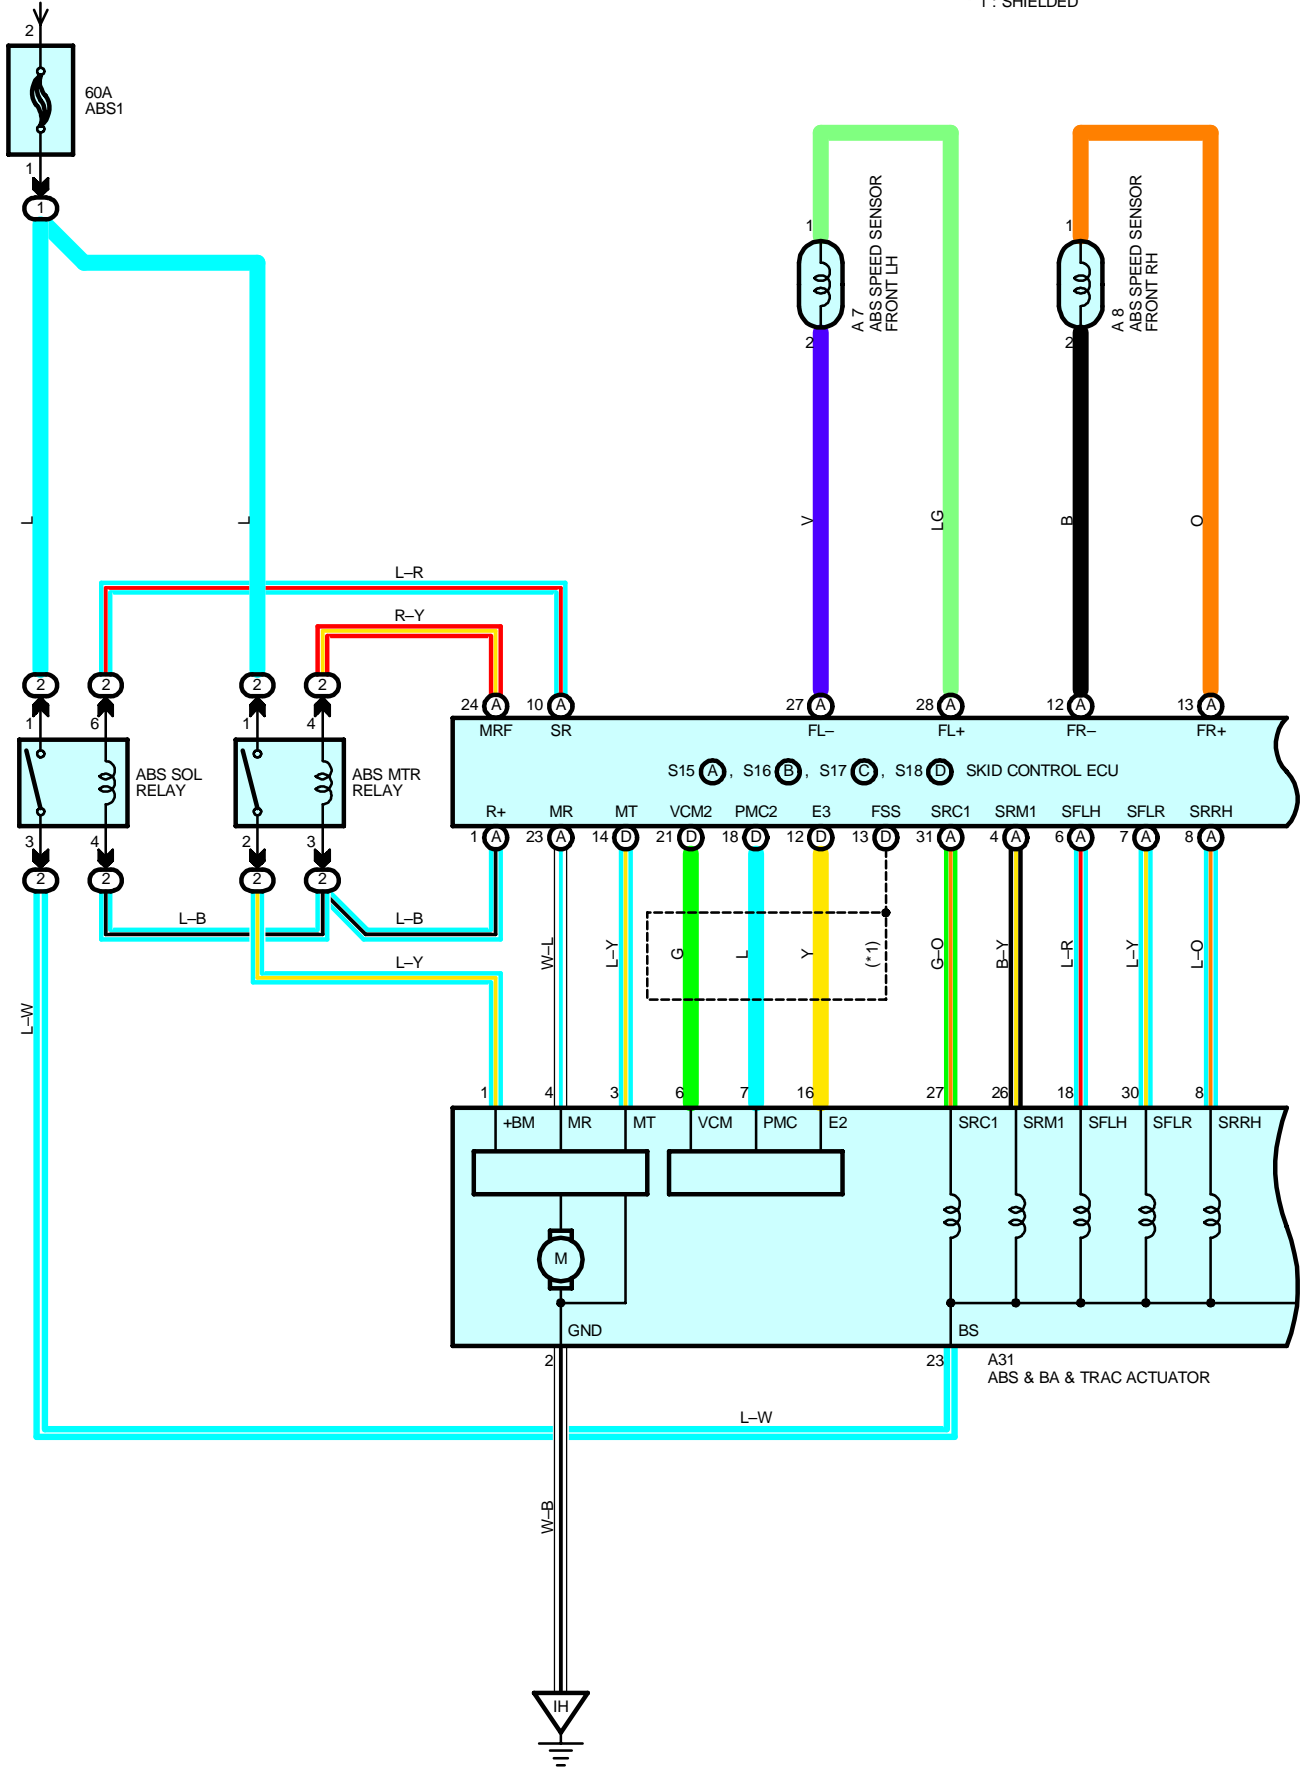 1 : SHIELDED
2
60A
ABS1
1
1
1
A 7
ABS SPEED SENSOR
FRONT LH
2
1
A 8
ABS SPEED SENSOR
FRONT RH
2
L
L
V
LG
B
O
L–R
R–Y
2
2
2
2
1
6
1
4
24 A
10 A
27 A
28 A
12 A
13 A
MRF
SR
FL–
FL+
FR–
FR+
ABS SOL
RELAY
ABS MTR
RELAY
S15 A , S16 B , S17 C , S18 D SKID CONTROL ECU
R+
MR
MT
VCM2
PMC2
E3
FSS
SRC1
SRM1
SFLH
SFLR
SRRH
3
4
2
3
1 A
23 A
14 D
21 D
18 D
12 D
13 D
31 A
4 A
6 A
7 A
8 A
2
2
2
2
L–B
L–B
L–Y
L–W
W–L
L–Y
G
L
Y
(*1)
G–O
B–Y
L–R
L–Y
L–O
1
4
3
6
7
16
27
26
18
30
8
+BM
MR
MT
VCM
PMC
E2
SRC1
SRM1
SFLH
SFLR
SRRH
M
GND
BS
2
23
A31
ABS & BA & TRAC ACTUATOR
L–W
W–B
IH